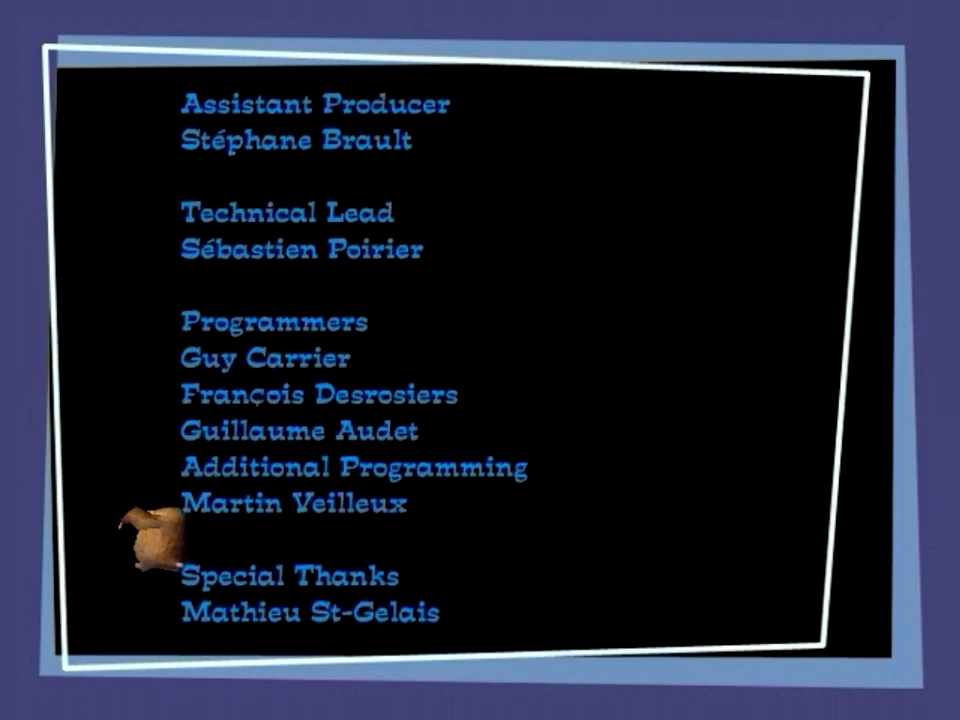 Assistant Producer
Stéphane Brault
Technical Lead
Sébastien Poirier
Programmers
Guy Carrier
François Desrosiers
Guillaume Audet
Additional Programming
Martin Veilleux
Special Thanks
Mathieu St-Gelais